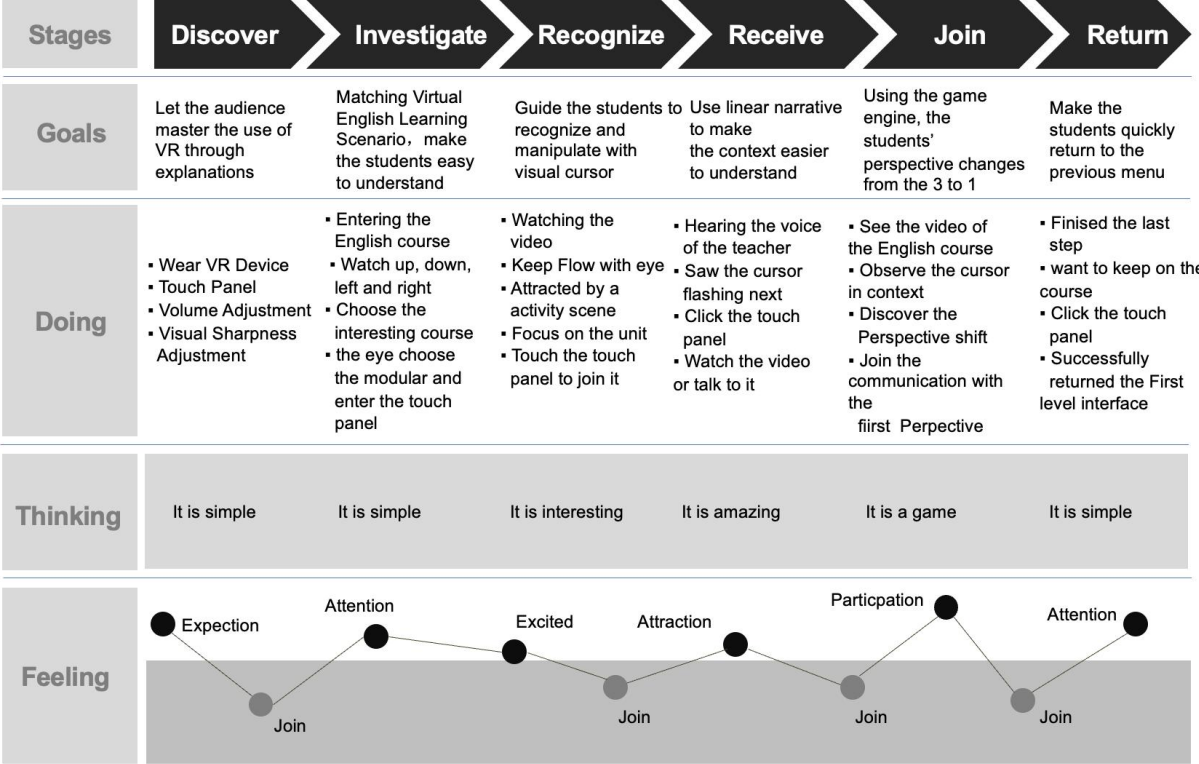 Stages
Discover
Investigate
Recognize
Receive
Join
Return
Goals
Let the audience
master the use of
VR through
explanations
Matching Virtual
English Learning
Scenario，make
the students easy
to understand
Guide the students to
recognize and
manipulate with
visual cursor
Use linear narrative
to make
the context easier
to understand
Using the game
engine, the
students’
perspective changes
from the 3 to 1
Make the
students quickly
return to the
previous menu
Doing
▪ Wear VR Device
▪ Touch Panel
▪ Volume Adjustment
▪ Visual Sharpness
Adjustment
▪ Entering the
English course
▪ Watch up, down,
left and right
▪ Choose the
interesting course
▪ the eye choose
the modular and
enter the touch
panel
▪ Watching the
video
▪ Keep Flow with eye
▪ Attracted by a
activity scene
▪ Focus on the unit
▪ Touch the touch
panel to join it
▪ Hearing the voice
of the teacher
▪ Saw the cursor
flashing next
▪ Click the touch
panel
▪ Watch the video
or talk to it
▪ See the video of
the English course
▪ Observe the cursor
in context
▪ Discover the
Perspective shift
▪ Join the
communication with
the
fiirst Perpective
▪ Finised the last
step
▪ want to keep on the
course
▪ Click the touch
panel
▪ Successfully
returned the First
level interface
Thinking
It is simple
It is simple
It is interesting
It is amazing
It is a game
It is simple
Feeling
Expection
Join
Attention
Excited
Join
Attraction
Join
Particpation
Join
Attention